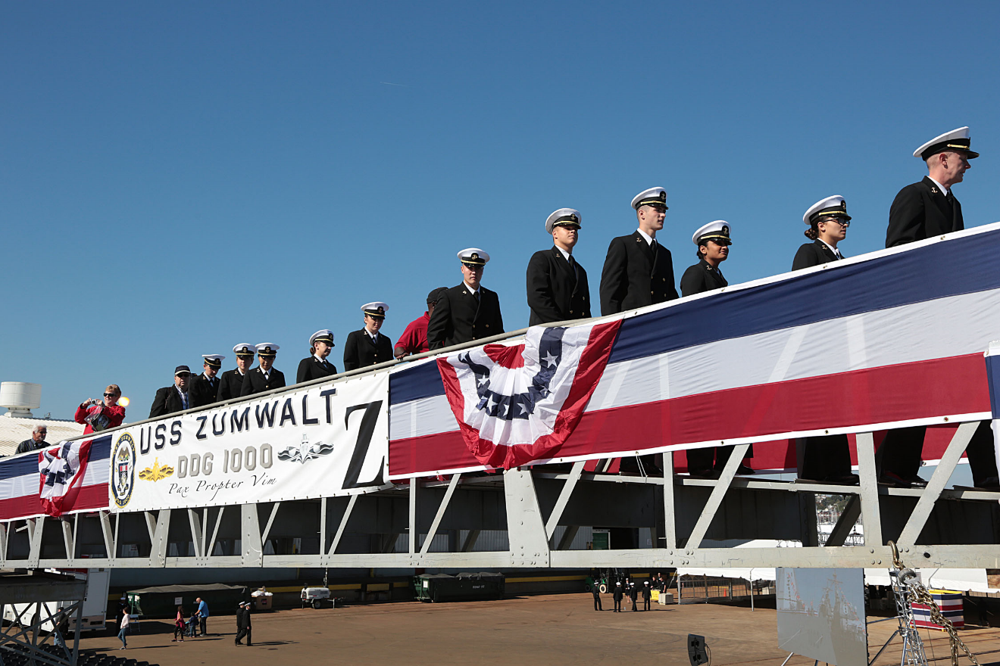 USS ZUMWALT
DDG 1000
Pax Propter Vim
Z